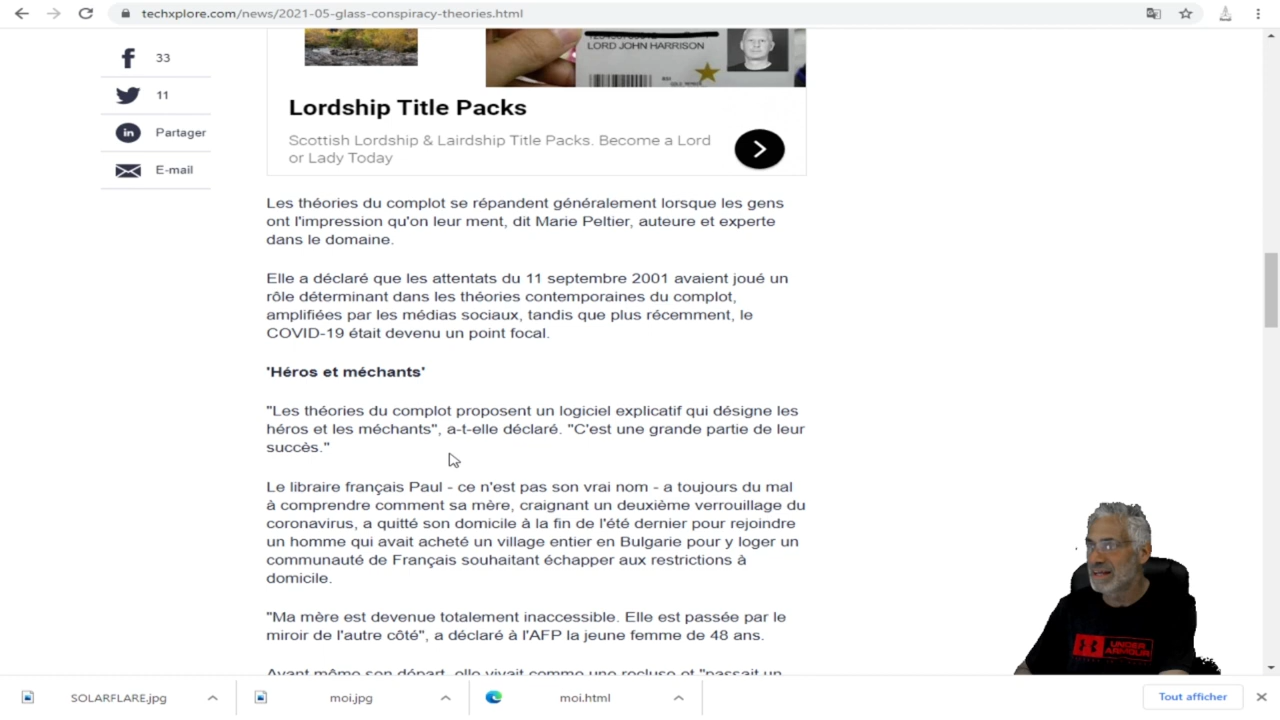 techxplore.com/news/2021-05-glass-conspiracy-theories.html
33
11
Partager
E-mail
LORD JOHN HARRISON
Lordship Title Packs
Scottish Lordship & Lairdship Title Packs. Become a Lord
or Lady Today
Les théories du complot se répandent généralement lorsque les gens
ont l'impression qu'on leur ment, dit Marie Peltier, auteure et experte
dans le domaine.
Elle a déclaré que les attentats du 11 septembre 2001 avaient joué un
rôle déterminant dans les théories contemporaines du complot,
amplifiées par les médias sociaux, tandis que plus récemment, le
COVID-19 était devenu un point focal.
'Héros et méchants'
"Les théories du complot proposent un logiciel explicatif qui désigne les
héros et les méchants", a-t-elle déclaré. "C'est une grande partie de leur
succès."
Le libraire français Paul - ce n'est pas son vrai nom - a toujours du mal
à comprendre comment sa mère, craignant un deuxième verrouillage du
coronavirus, a quitté son domicile à la fin de l'été dernier pour rejoindre
un homme qui avait acheté un village entier en Bulgarie pour y loger un
communauté de Français souhaitant échapper aux restrictions à
domicile.
"Ma mère est devenue totalement inaccessible. Elle est passée par le
miroir de l'autre côté", a déclaré à l'AFP la jeune femme de 48 ans.
Avant même son départ, elle vivait comme une recluse et "passait un
UNDER
ARMOUR
SOLARFLARE.jpg
moi.jpg
moi.html
Tout afficher